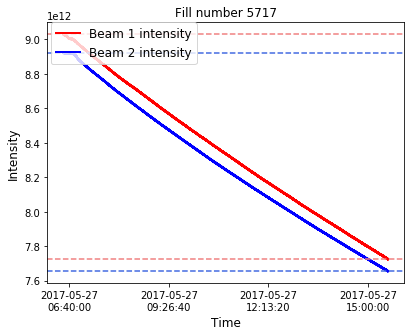 Fill number 5717
1e12
Beam 1 intensity
Beam 2 intensity
9.0
8.8
8.6
8.4
8.2
8.0
7.8
7.6
Intensity
2017-05-27
06:40:00
2017-05-27
09:26:40
2017-05-27
12:13:20
2017-05-27
15:00:00
Time